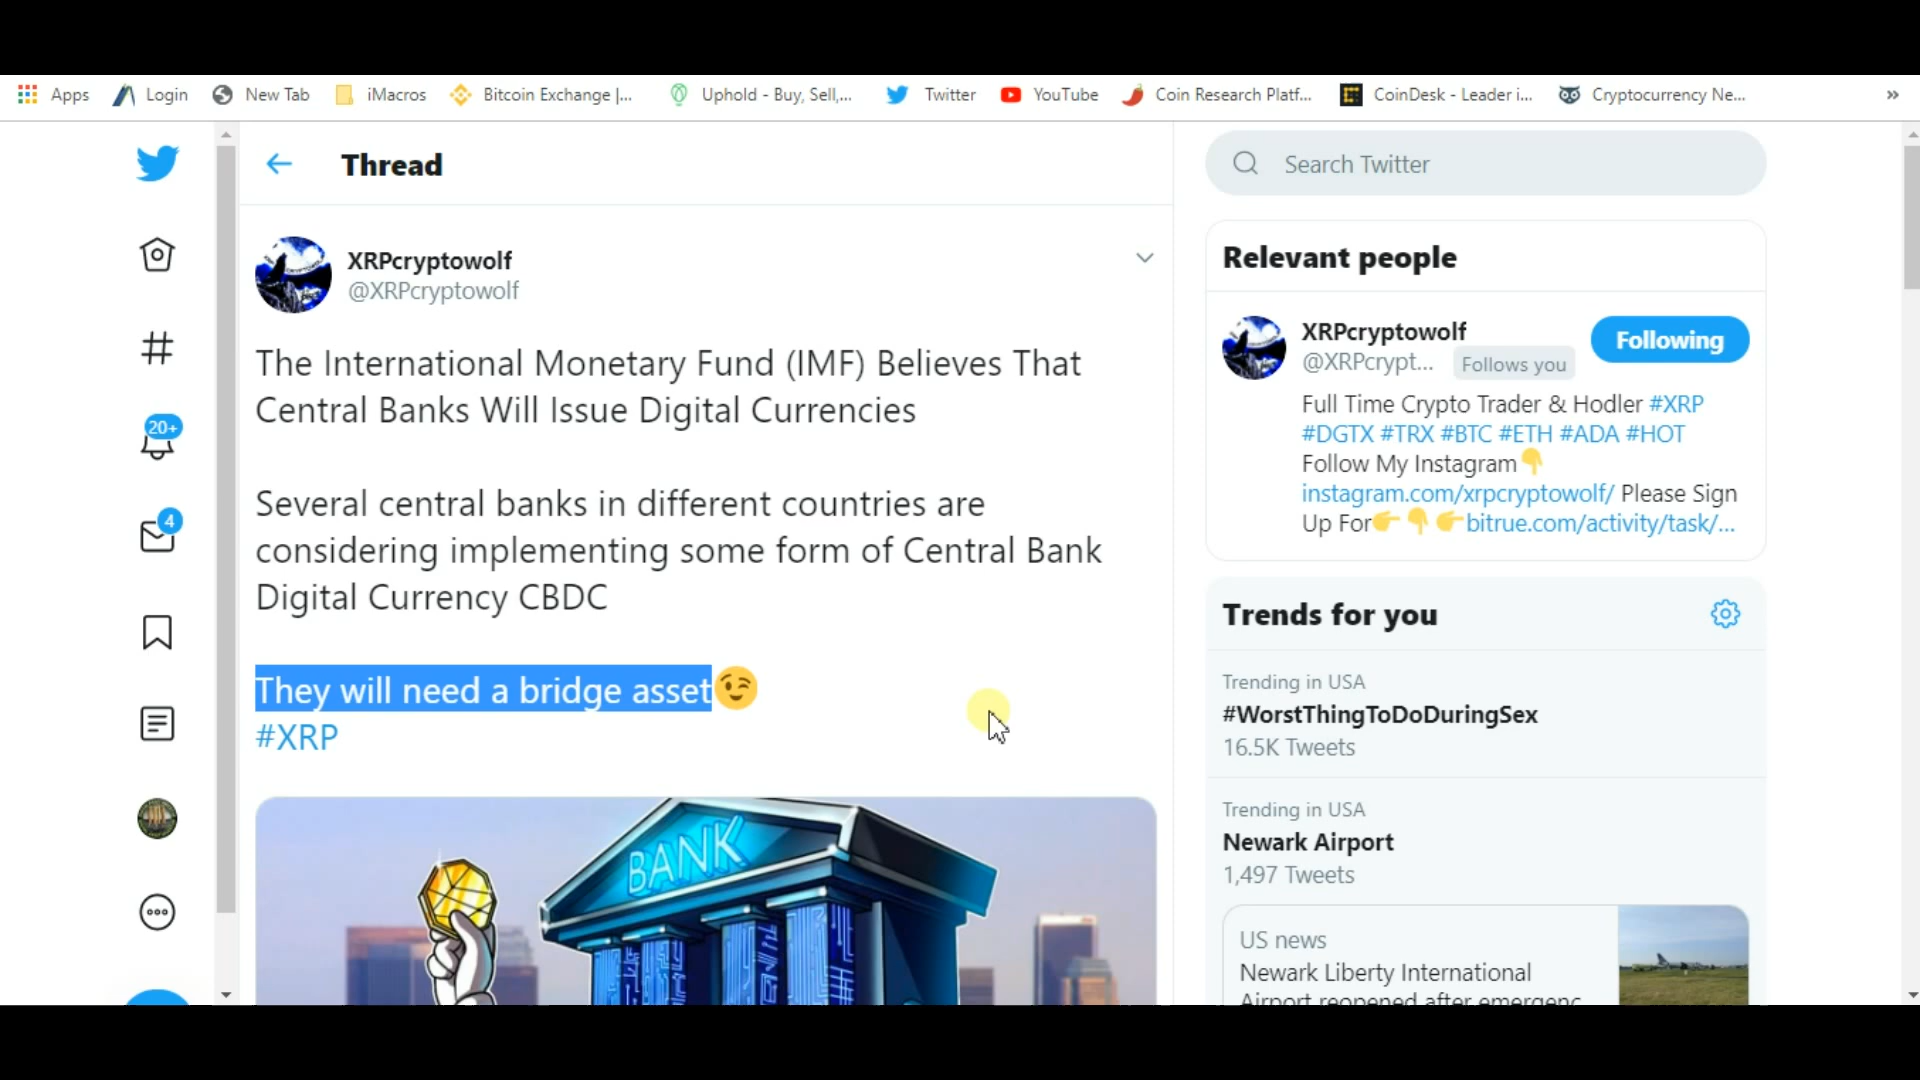 Apps
Login
New Tab
iMacros
Bitcoin Exchange |...
Uphold - Buy, Sell,...
Twitter
YouTube
Coin Research Platf...
CoinDesk - Leader i...
Cryptocurrency Ne...
»
Thread
Search Twitter
XRPcryptowolf
@XRPcryptowolf
The International Monetary Fund (IMF) Believes That
Central Banks Will Issue Digital Currencies
Several central banks in different countries are
considering implementing some form of Central Bank
Digital Currency CBDC
They will need a bridge asset😉
#XRP
BANK
20+
4
Relevant people
XRPcryptowolf
@XRPcrypt...
Follows you
Following
Full Time Crypto Trader & Hodler #XRP
#DGTX #TRX #BTC #ETH #ADA #HOT
Follow My Instagram👇
instagram.com/xrpcryptowolf/ Please Sign
Up For👉👇👉bitrue.com/activity/task/...
Trends for you
Trending in USA
#WorstThingToDoDuringSex
16.5K Tweets
Trending in USA
Newark Airport
1,497 Tweets
US news
Newark Liberty International
Airport reopened after emergenc